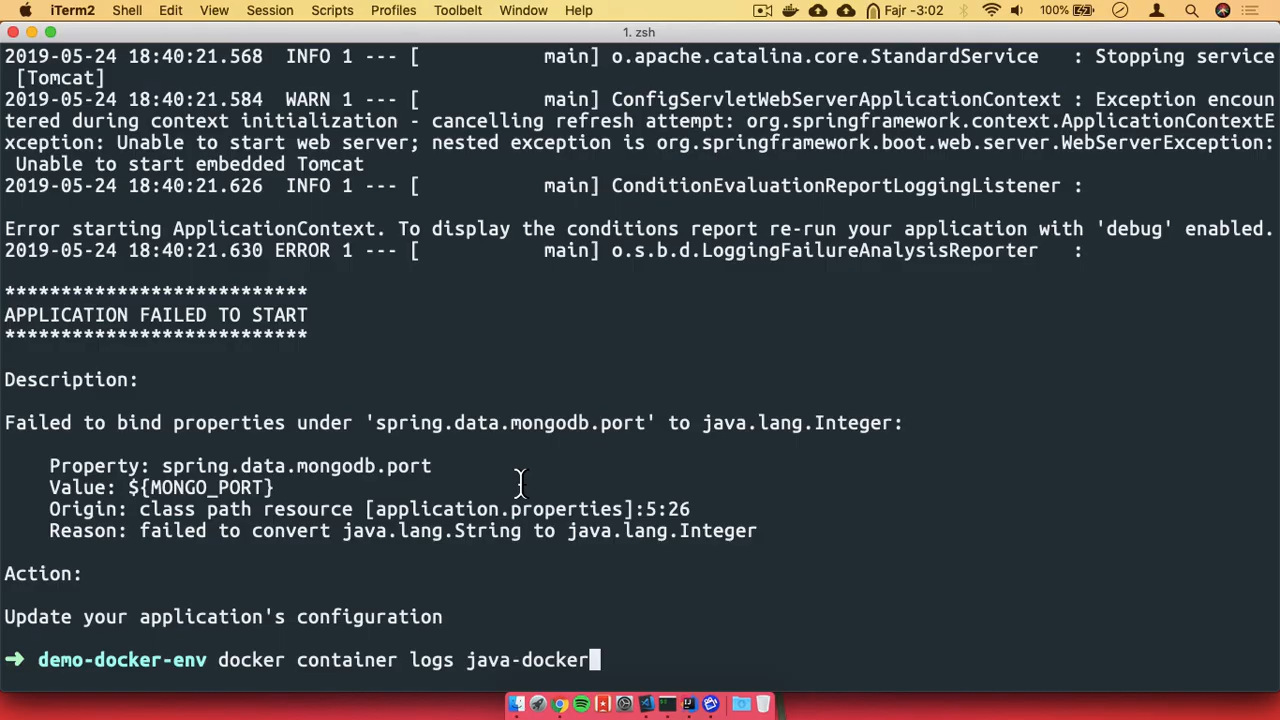 iTerm2 Shell Edit View Session Scripts Profiles Toolbelt Window Help Fajr -3:02 100%
1. zsh
2019-05-24 18:40:21.568  INFO 1 --- [           main] o.apache.catalina.core.StandardService   : Stopping service
 [Tomcat]
2019-05-24 18:40:21.584  WARN 1 --- [           main] ConfigServletWebServerApplicationContext : Exception encoun
tered during context initialization - cancelling refresh attempt: org.springframework.context.ApplicationContextE
xception: Unable to start web server; nested exception is org.springframework.boot.web.server.WebServerException:
 Unable to start embedded Tomcat
2019-05-24 18:40:21.626  INFO 1 --- [           main] ConditionEvaluationReportLoggingListener :
Error starting ApplicationContext. To display the conditions report re-run your application with 'debug' enabled.
2019-05-24 18:40:21.630 ERROR 1 --- [           main] o.s.b.d.LoggingFailureAnalysisReporter   :
***************************
APPLICATION FAILED TO START
***************************
Description:
Failed to bind properties under 'spring.data.mongodb.port' to java.lang.Integer:
    Property: spring.data.mongodb.port
    Value: ${MONGO_PORT}
    Origin: class path resource [application.properties]:5:26
    Reason: failed to convert java.lang.String to java.lang.Integer
Action:
Update your application's configuration
➜ demo-docker-env docker container logs java-docker